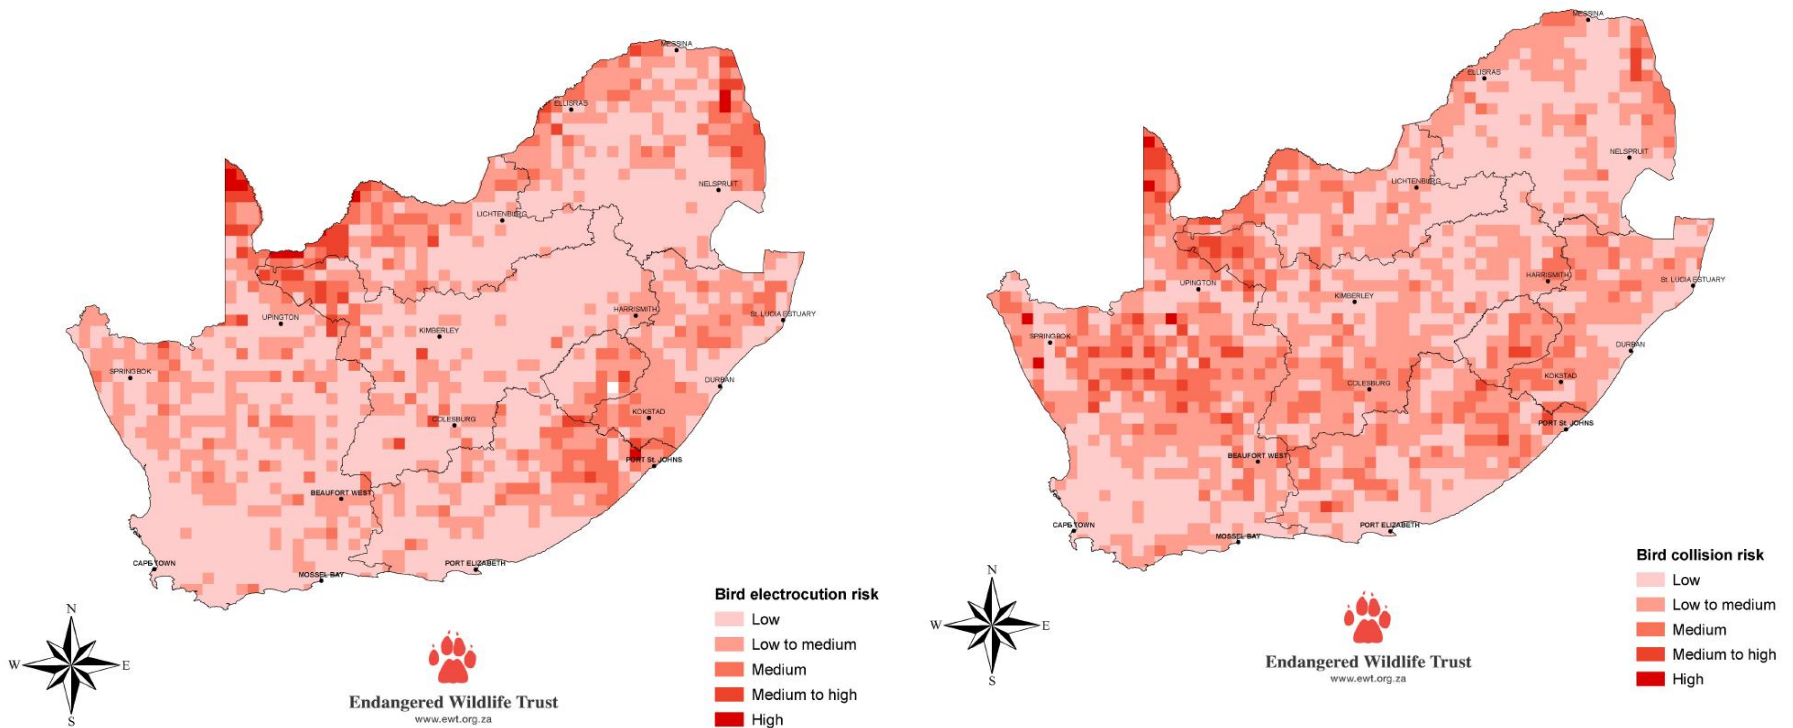 MESSINA
ELLISRAS
NELSPRUIT
LICHTENBURG
UPINGTON
KIMBERLEY
HARRISMITH
St. LUCIA ESTUARY
SPRINGBOK
DURBAN
COLESBURG
KOKSTAD
PORT St. JOHNS
BEAUFORT WEST
CAPE TOWN
MOSSEL BAY
PORT ELIZABETH
N
W
E
S
Endangered Wildlife Trust
www.ewt.org.za
Bird electrocution risk
Low
Low to medium
Medium
Medium to high
High
MESSINA
ELLISRAS
NELSPRUIT
LICHTENBURG
UPINGTON
KIMBERLEY
HARRISMITH
St. LUCIA ESTUARY
SPRINGBOK
DURBAN
COLESBURG
KOKSTAD
PORT St. JOHNS
BEAUFORT WEST
CAPE TOWN
MOSSEL BAY
PORT ELIZABETH
N
W
E
S
Endangered Wildlife Trust
www.ewt.org.za
Bird collision risk
Low
Low to medium
Medium
Medium to high
High